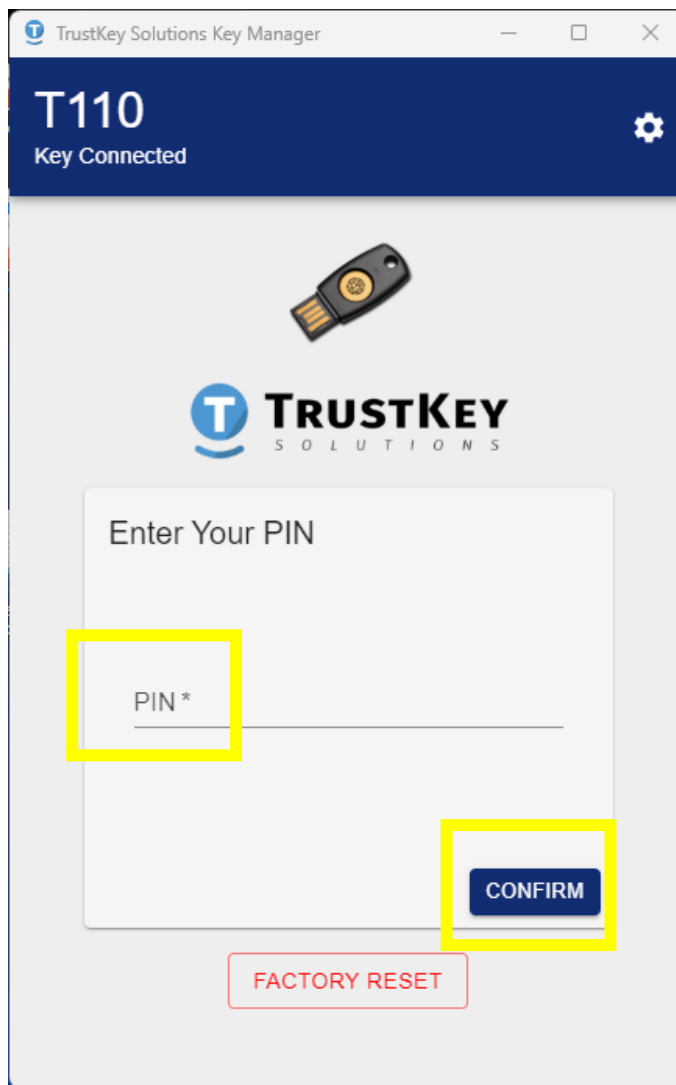 TrustKey Solutions Key Manager
T110
Key Connected
TRUSTKEY
SOLUTIONS
Enter Your PIN
PIN *
CONFIRM
FACTORY RESET